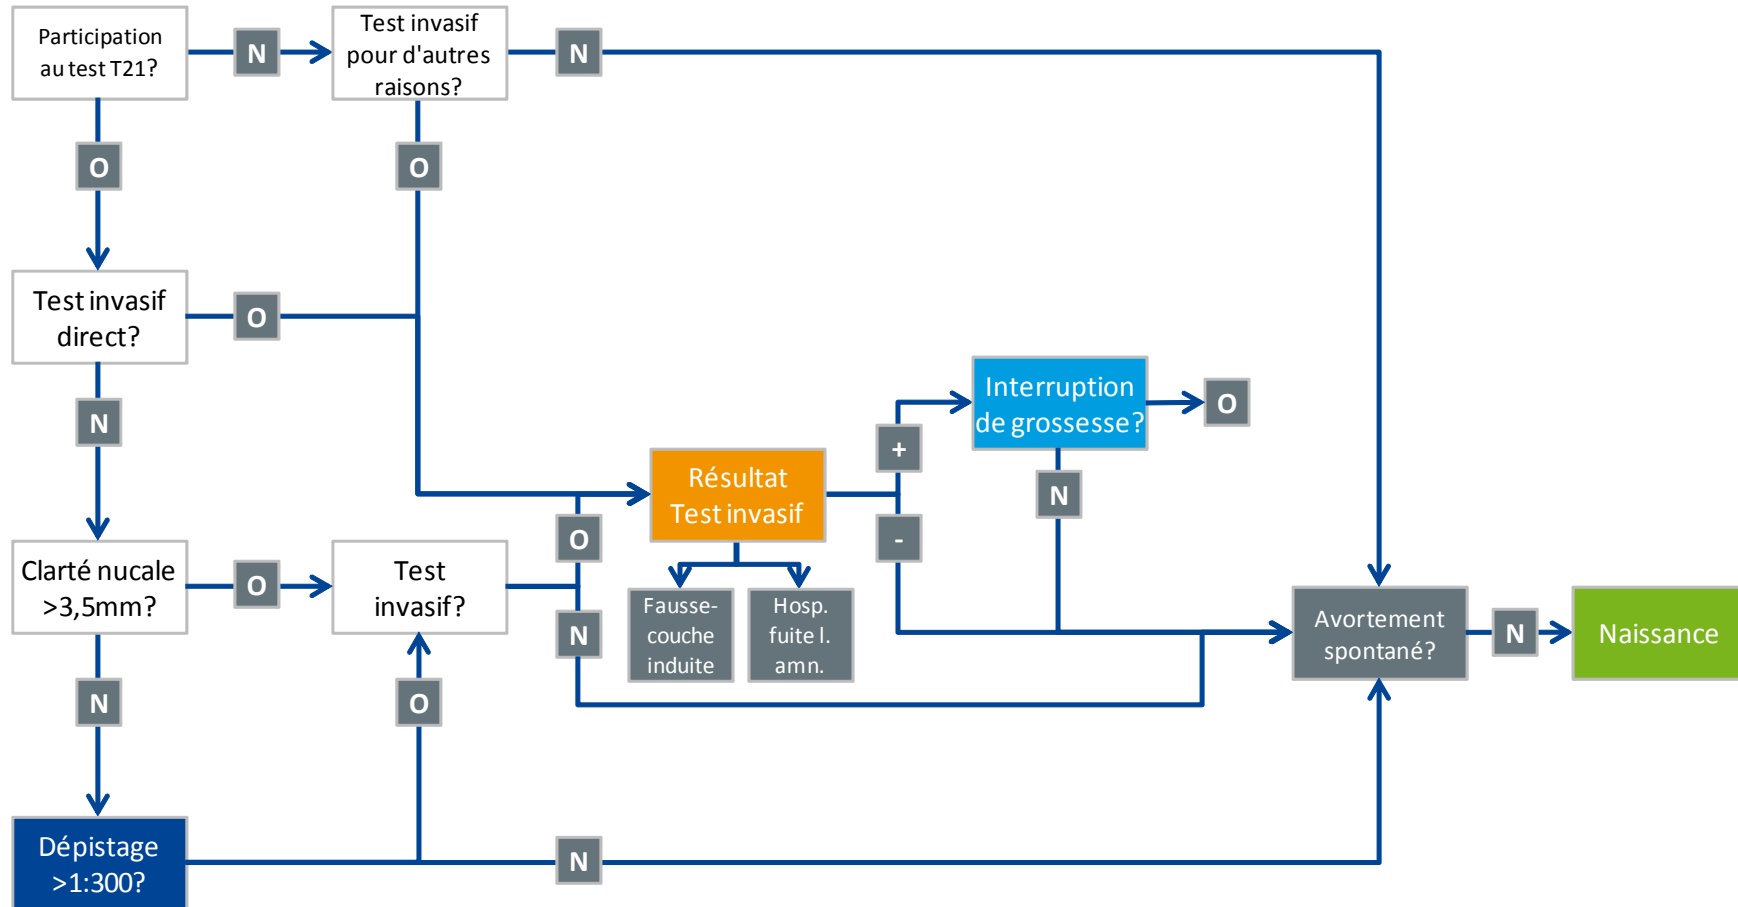 Participation
au test T21?
N
Test invasif
pour d'autres
raisons?
N
O
O
Test invasif
direct?
O
N
Interruption
de grossesse?
O
+
N
Résultat
Test invasif
-
O
Clarté nucale
>3,5mm?
O
Test
invasif?
N
Fausse-
couche
induite
Hosp.
fuite l.
amn.
Avortement
spontané?
N
Naissance
N
O
Dépistage
>1:300?
N